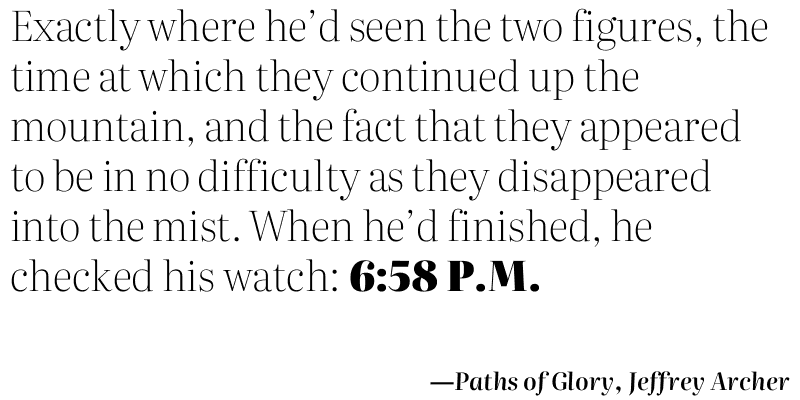 Exactly where he’d seen the two figures, the
time at which they continued up the
mountain, and the fact that they appeared
to be in no difficulty as they disappeared
into the mist. When he’d finished, he
checked his watch: 6:58 P.M.
—Paths of Glory, Jeffrey Archer